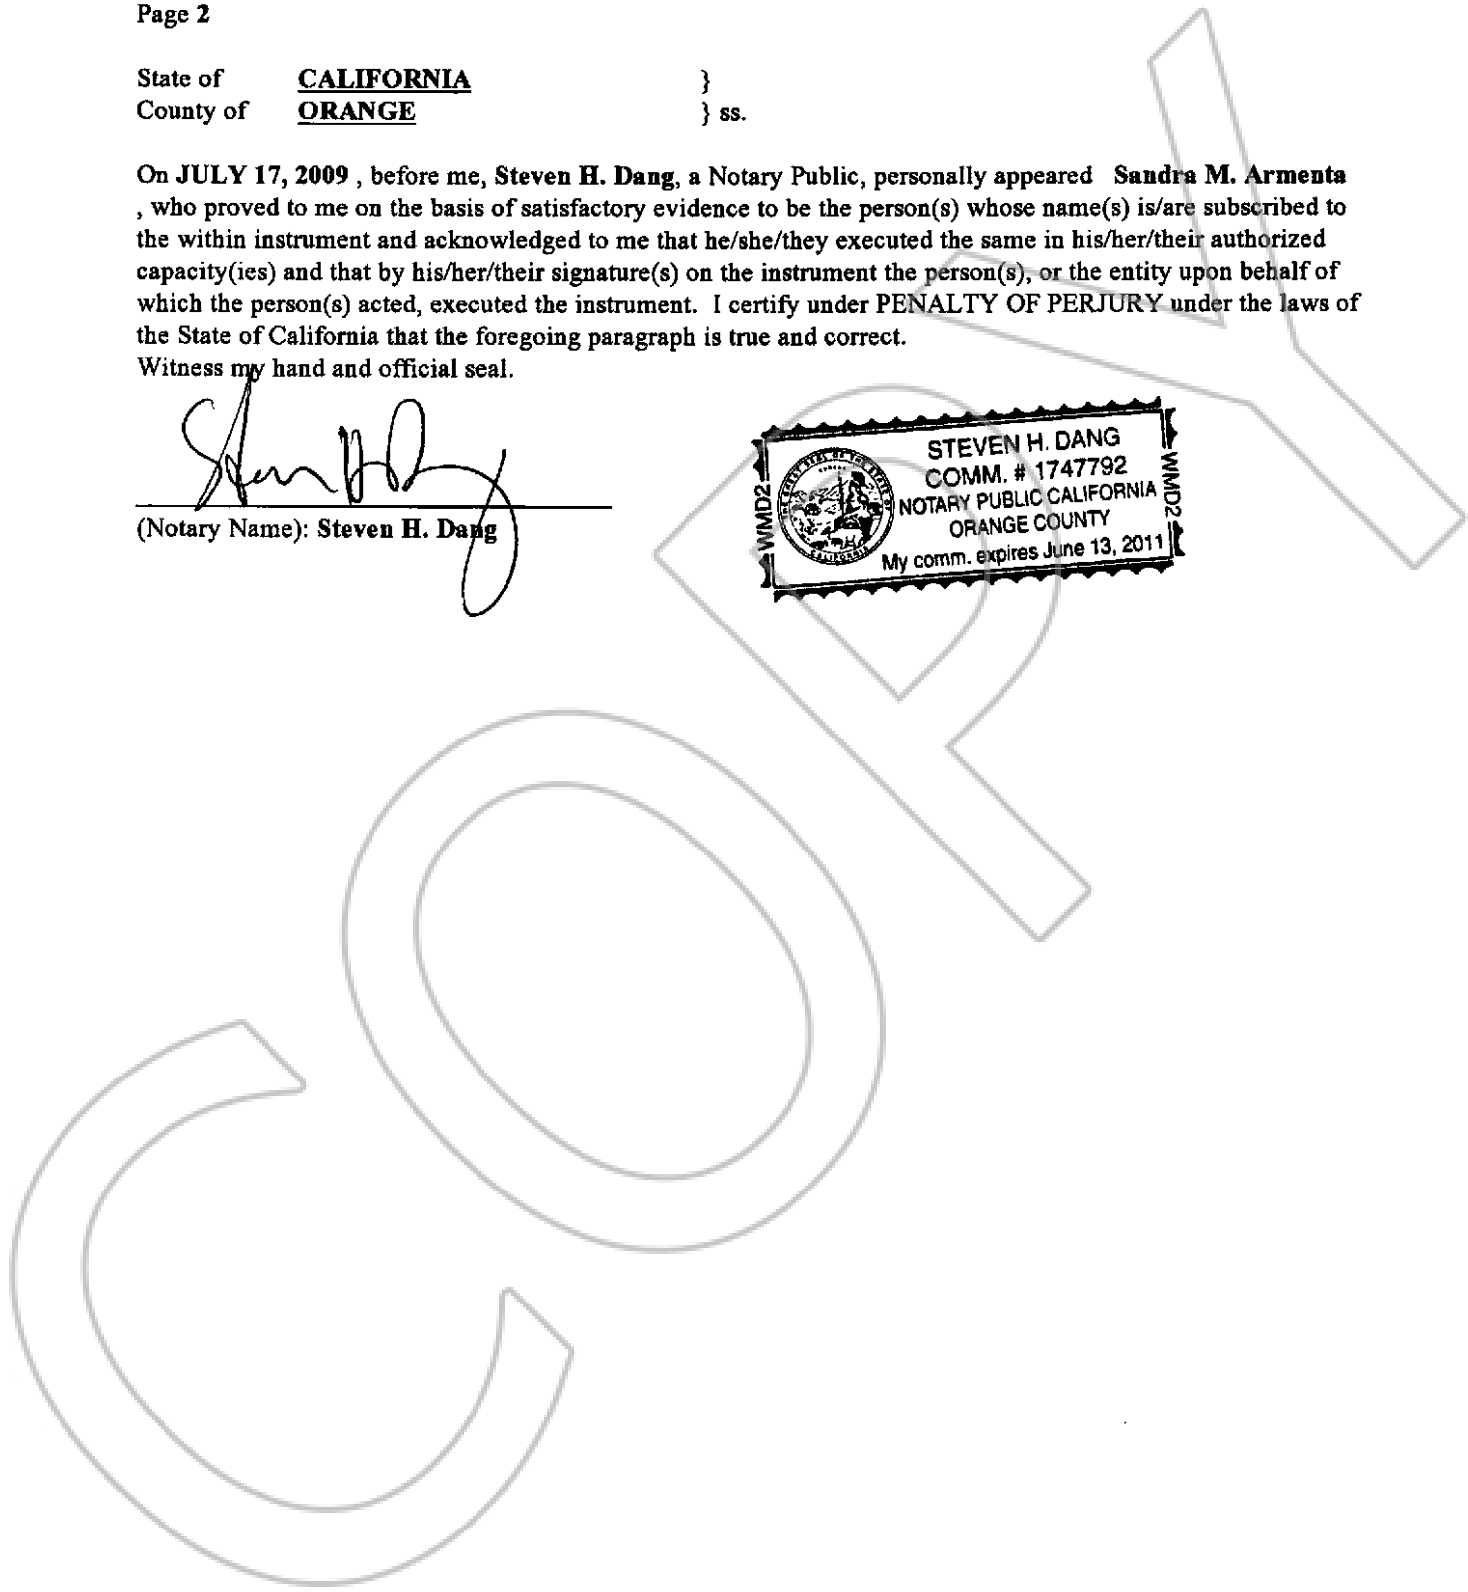 Page 2
State of CALIFORNIA }
County of ORANGE } ss.
On JULY 17, 2009 , before me, Steven H. Dang, a Notary Public, personally appeared Sandra M. Armenta
, who proved to me on the basis of satisfactory evidence to be the person(s) whose name(s) is/are subscribed to
the within instrument and acknowledged to me that he/she/they executed the same in his/her/their authorized
capacity(ies) and that by his/her/their signature(s) on the instrument the person(s), or the entity upon behalf of
which the person(s) acted, executed the instrument. I certify under PENALTY OF PERJURY under the laws of
the State of California that the foregoing paragraph is true and correct.
Witness my hand and official seal.
Steven H Dang
(Notary Name): Steven H. Dang
WMD2
STEVEN H. DANG
COMM. # 1747792
NOTARY PUBLIC CALIFORNIA
ORANGE COUNTY
My comm. expires June 13, 2011
WMD2
COPY